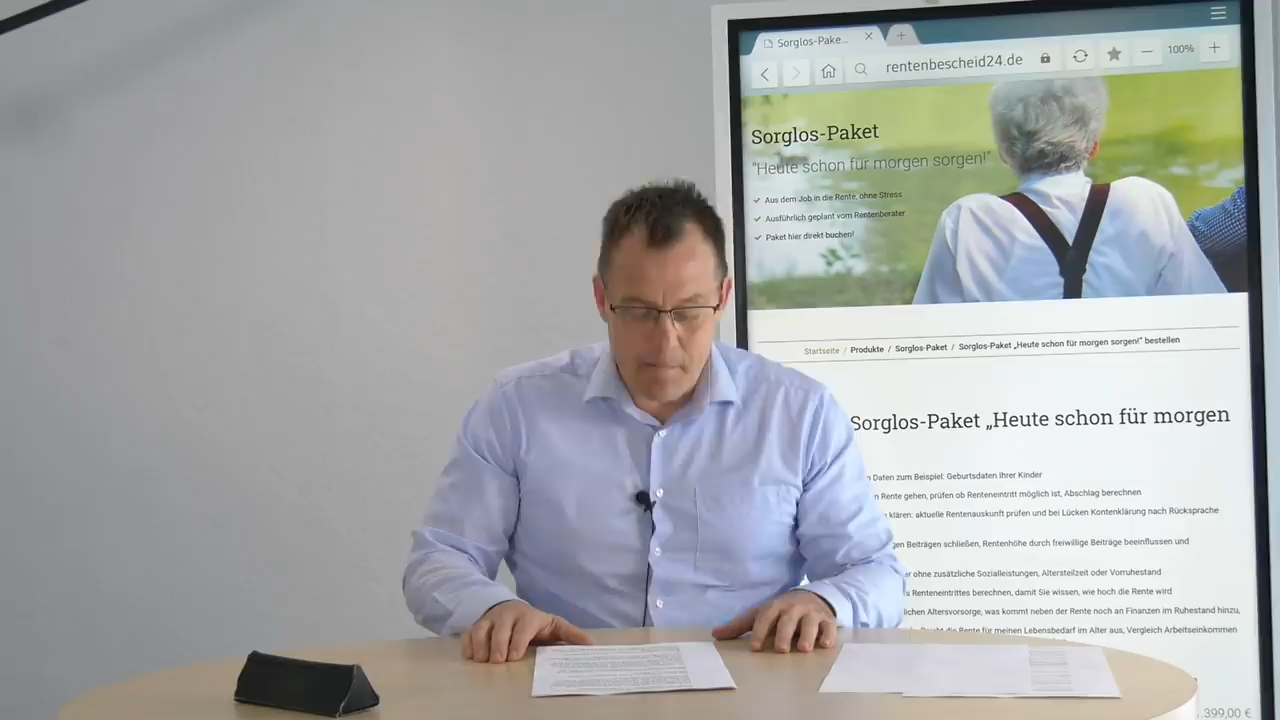 Sorglos-Pake...
rentenbescheid24.de
100%
Sorglos-Paket
"Heute schon für morgen sorgen!"
Aus dem Job in die Rente, ohne Stress
Ausführlich geplant vom Rentenberater
Paket hier direkt buchen!
Startseite / Produkte / Sorglos-Paket / Sorglos-Paket „Heute schon für morgen sorgen!“ bestellen
Sorglos-Paket „Heute schon für morgen
Daten zum Beispiel: Geburtsdaten Ihrer Kinder
n Rente gehen, prüfen ob Renteneintritt möglich ist, Abschlag berechnen
klären: aktuelle Rentenauskunft prüfen und bei Lücken Kontenklärung nach Rücksprache
gen Beiträgen schließen, Rentenhöhe durch freiwillige Beiträge beeinflussen und
er ohne zusätzliche Sozialleistungen, Altersteilzeit oder Vorruhestand
s Renteneintrittes berechnen, damit Sie wissen, wie hoch die Rente wird
lichen Altersvorsorge, was kommt neben der Rente noch an Finanzen im Ruhestand hinzu,
die Rente für meinen Lebensbedarf im Alter aus, Vergleich Arbeitseinkommen
.399,00 €